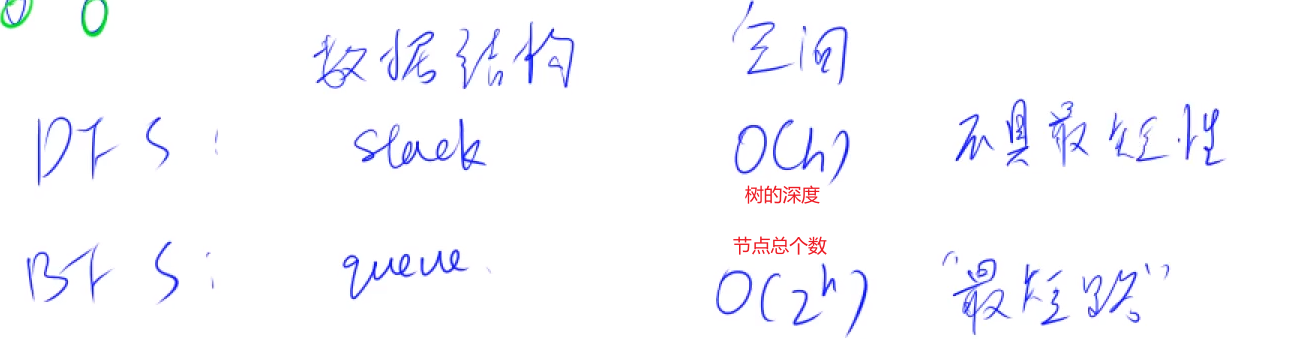 数据结构 空间
DFS: stack O(h) 不具最短性
树的深度
节点总个数
BFS: queue. O(2^h) “最短路”